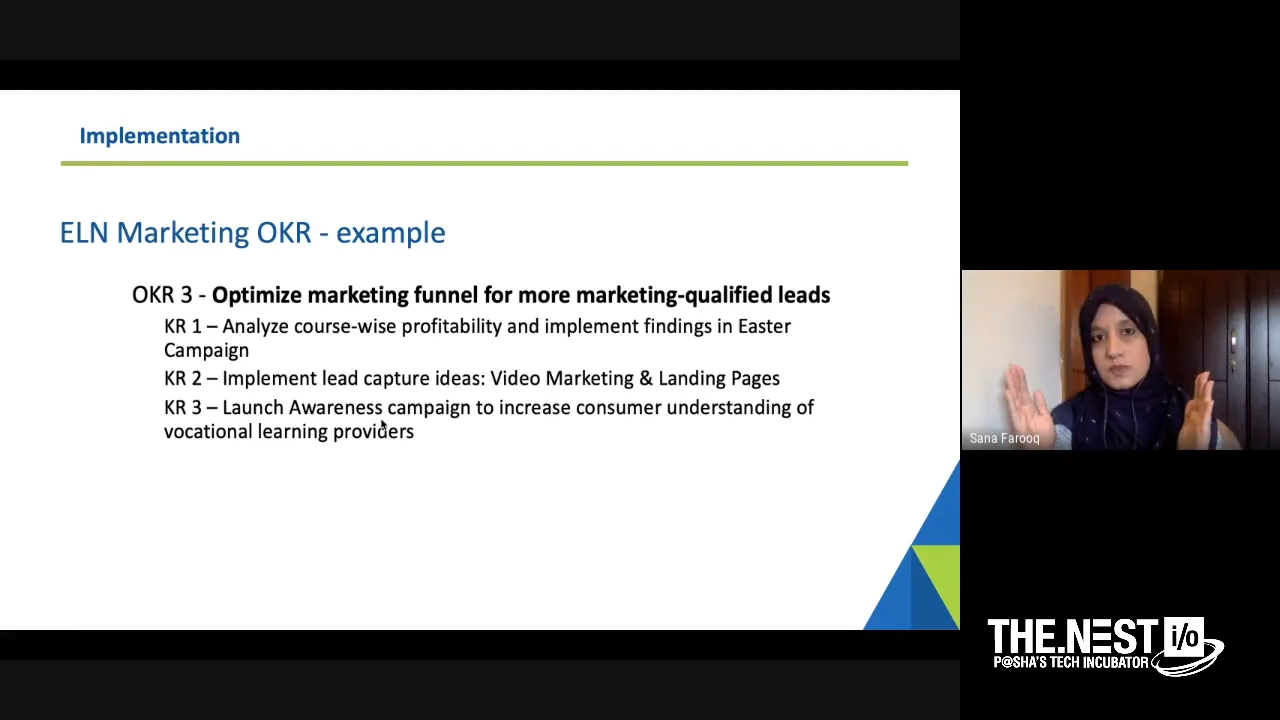 Implementation
ELN Marketing OKR - example
OKR 3 - Optimize marketing funnel for more marketing-qualified leads
KR 1 – Analyze course-wise profitability and implement findings in Easter
Campaign
KR 2 – Implement lead capture ideas: Video Marketing & Landing Pages
KR 3 – Launch Awareness campaign to increase consumer understanding of
vocational learning providers
Sana Farooq
THE.NEST i/o
P@SHA'S TECH INCUBATOR